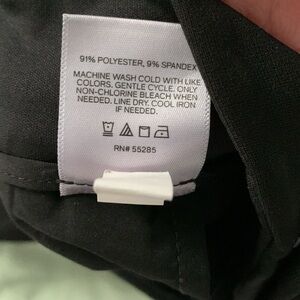 91% POLYESTER, 9% SPANDEX
MACHINE WASH COLD WITH LIKE
COLORS. GENTLE CYCLE. ONLY
NON-CHLORINE BLEACH WHEN
NEEDED. LINE DRY. COOL IRON
IF NEEDED.
RN# 55285